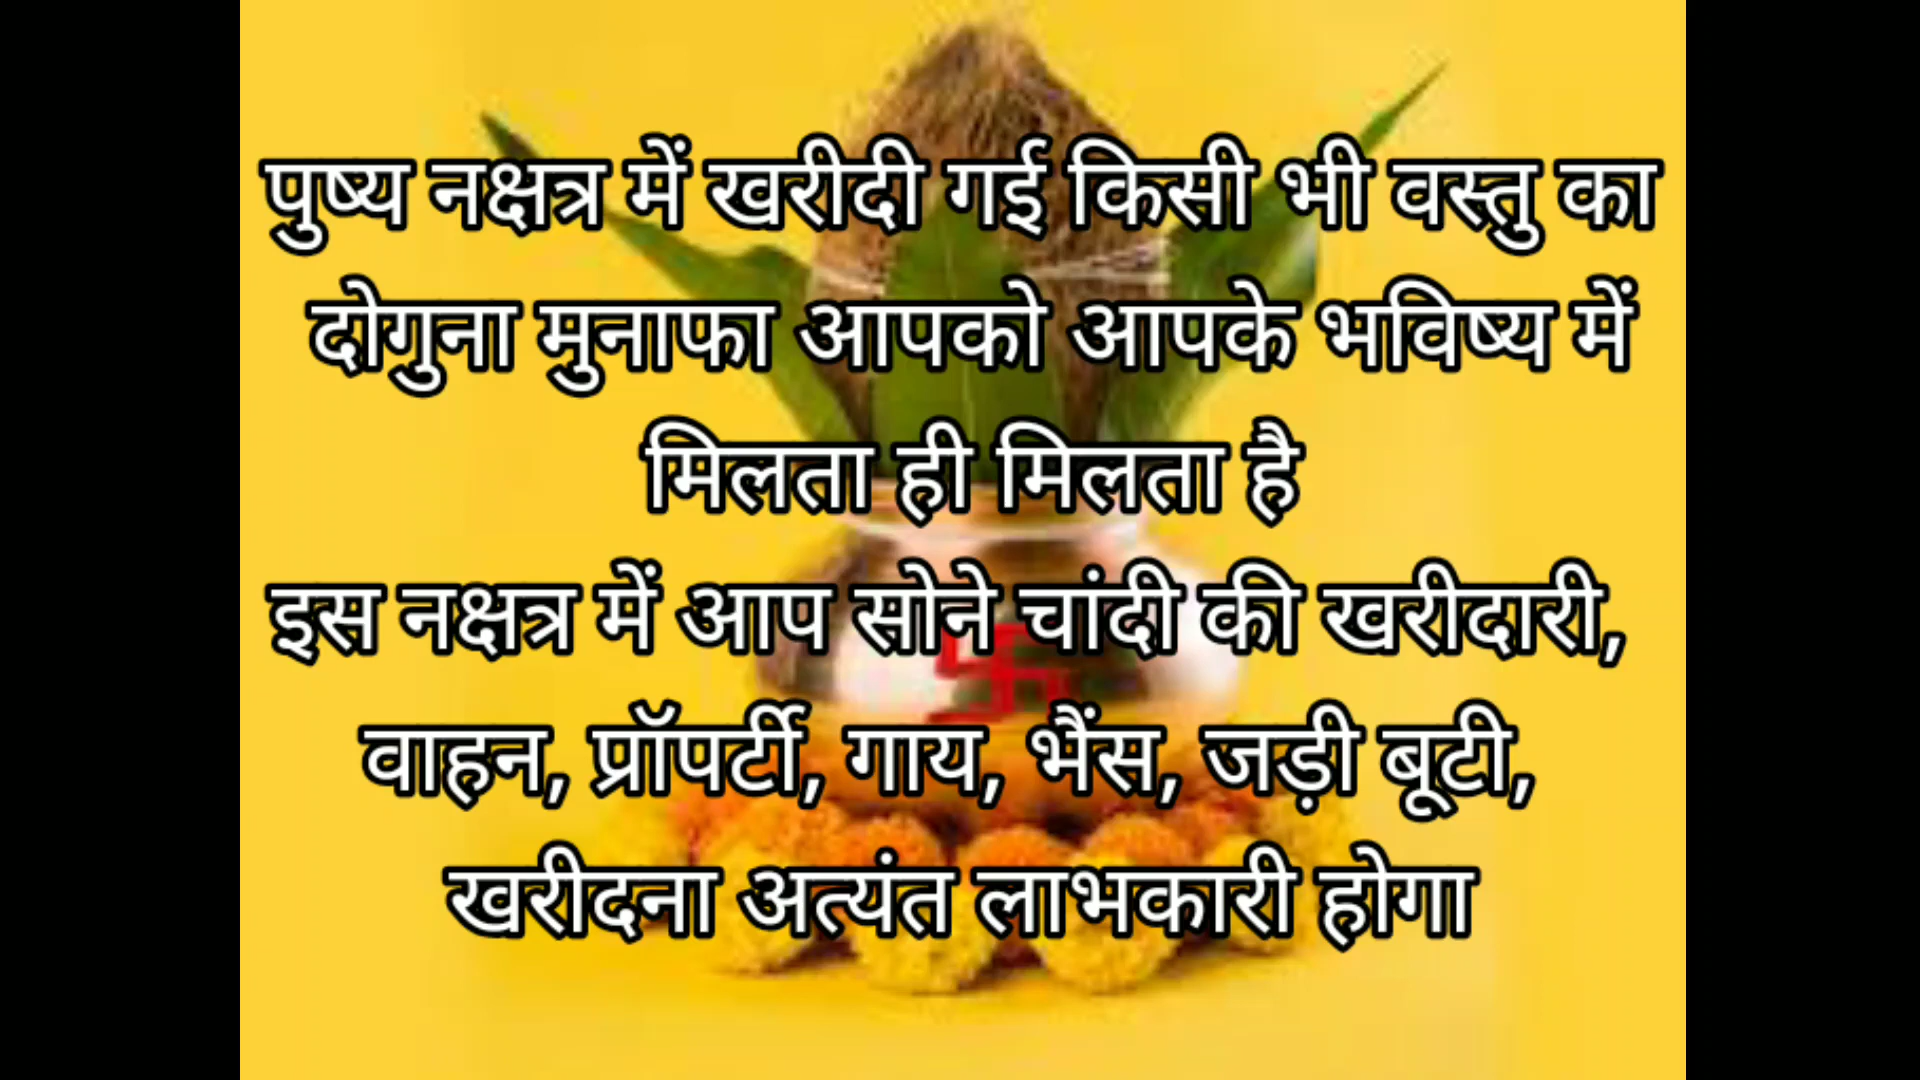 पुष्य नक्षत्र में खरीदी गई किसी भी वस्तु का
दोगुना मुनाफा आपको आपके भविष्य में
मिलता ही मिलता है
इस नक्षत्र में आप सोने चांदी की खरीदारी,
वाहन, प्रॉपर्टी, गाय, भैंस, जड़ी बूटी,
खरीदना अत्यंत लाभकारी होगा